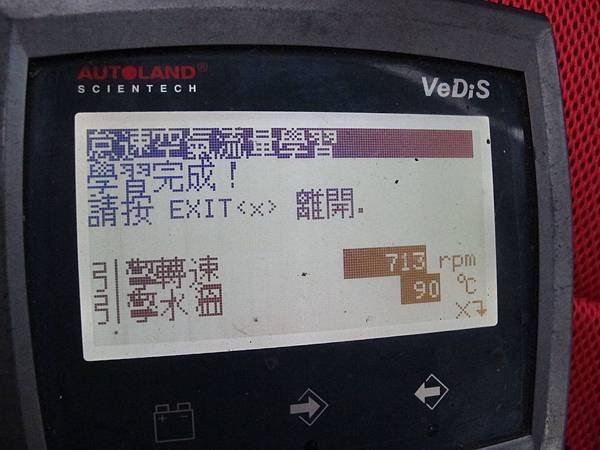 AUTOLAND®
SCIENTECH
VeDiS
怠速空氣流量學習
學習完成!
請按 EXIT<x> 離開.
引擎轉速 713 rpm
引擎水溫 90 °C
x↴